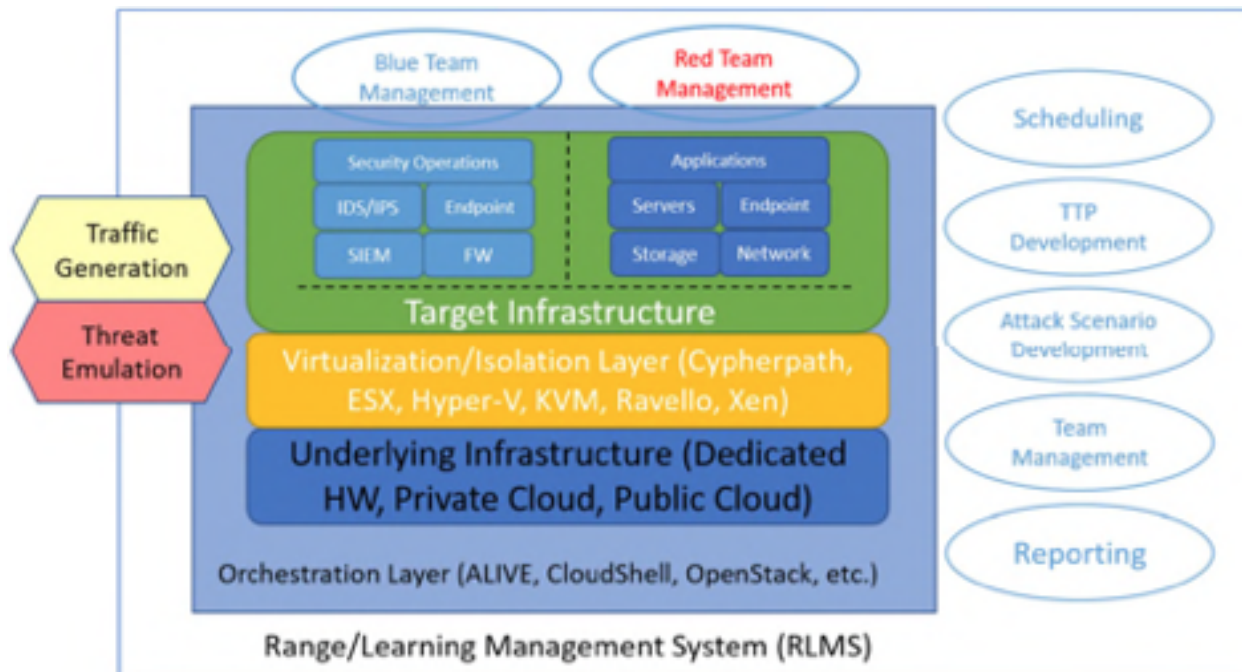 Blue Team
Management
Red Team
Management
Scheduling
Security Operations
IDS/IPS
Endpoint
SIEM
FW
Applications
Servers
Endpoint
Storage
Network
Traffic
Generation
TTP
Development
Target Infrastructure
Threat
Emulation
Attack Scenario
Development
Virtualization/Isolation Layer (Cypherpath,
ESX, Hyper-V, KVM, Ravello, Xen)
Team
Management
Underlying Infrastructure (Dedicated
HW, Private Cloud, Public Cloud)
Reporting
Orchestration Layer (ALIVE, CloudShell, OpenStack, etc.)
Range/Learning Management System (RLMS)